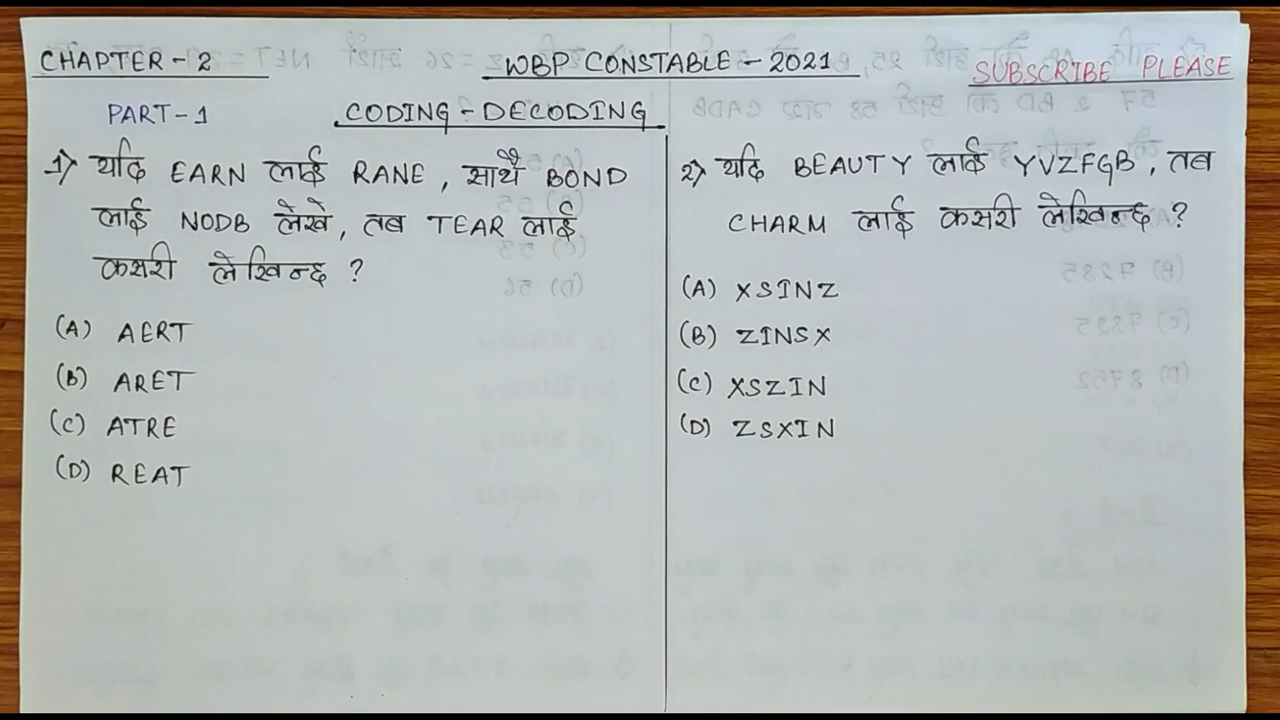 CHAPTER - 2
WBP CONSTABLE - 2021
SUBSCRIBE PLEASE
PART - 1
CODING - DECODING
1) यदि EARN लाई RANE, साथै BOND
लाई NODB लेखे, तब TEAR लाई
कसरी लेखिन्छ ?
(A) AERT
(B) ARET
(C) ATRE
(D) REAT
2) यदि BEAUTY लाई YVZFGB, तब
CHARM लाई कसरी लेखिन्छ ?
(A) XSINZ
(B) ZINSX
(C) XSZIN
(D) ZSXIN